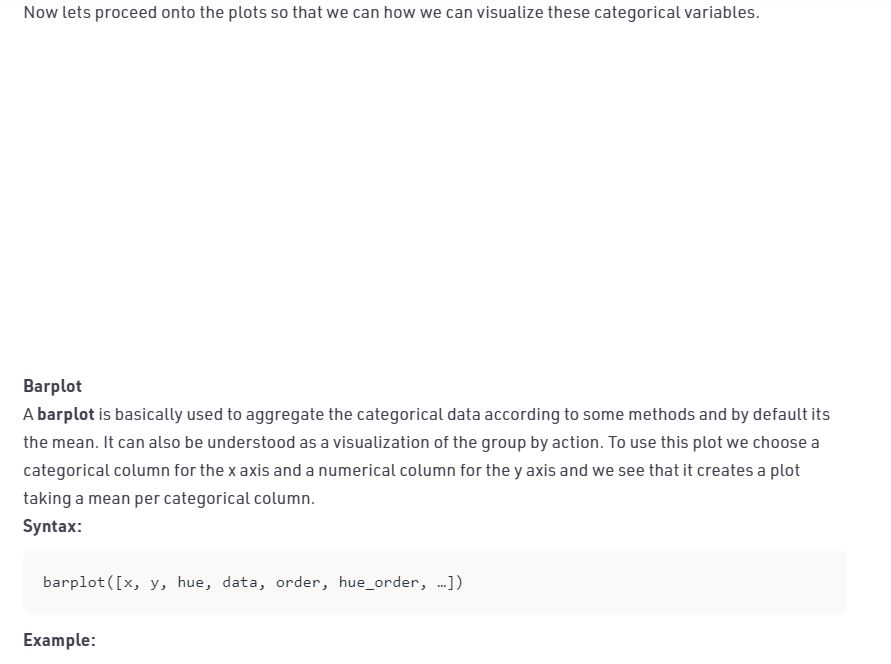 Now lets proceed onto the plots so that we can how we can visualize these categorical variables.
Barplot
A barplot is basically used to aggregate the categorical data according to some methods and by default its
the mean. It can also be understood as a visualization of the group by action. To use this plot we choose a
categorical column for the x axis and a numerical column for the y axis and we see that it creates a plot
taking a mean per categorical column.
Syntax:
barplot([x, y, hue, data, order, hue_order, …])
Example: